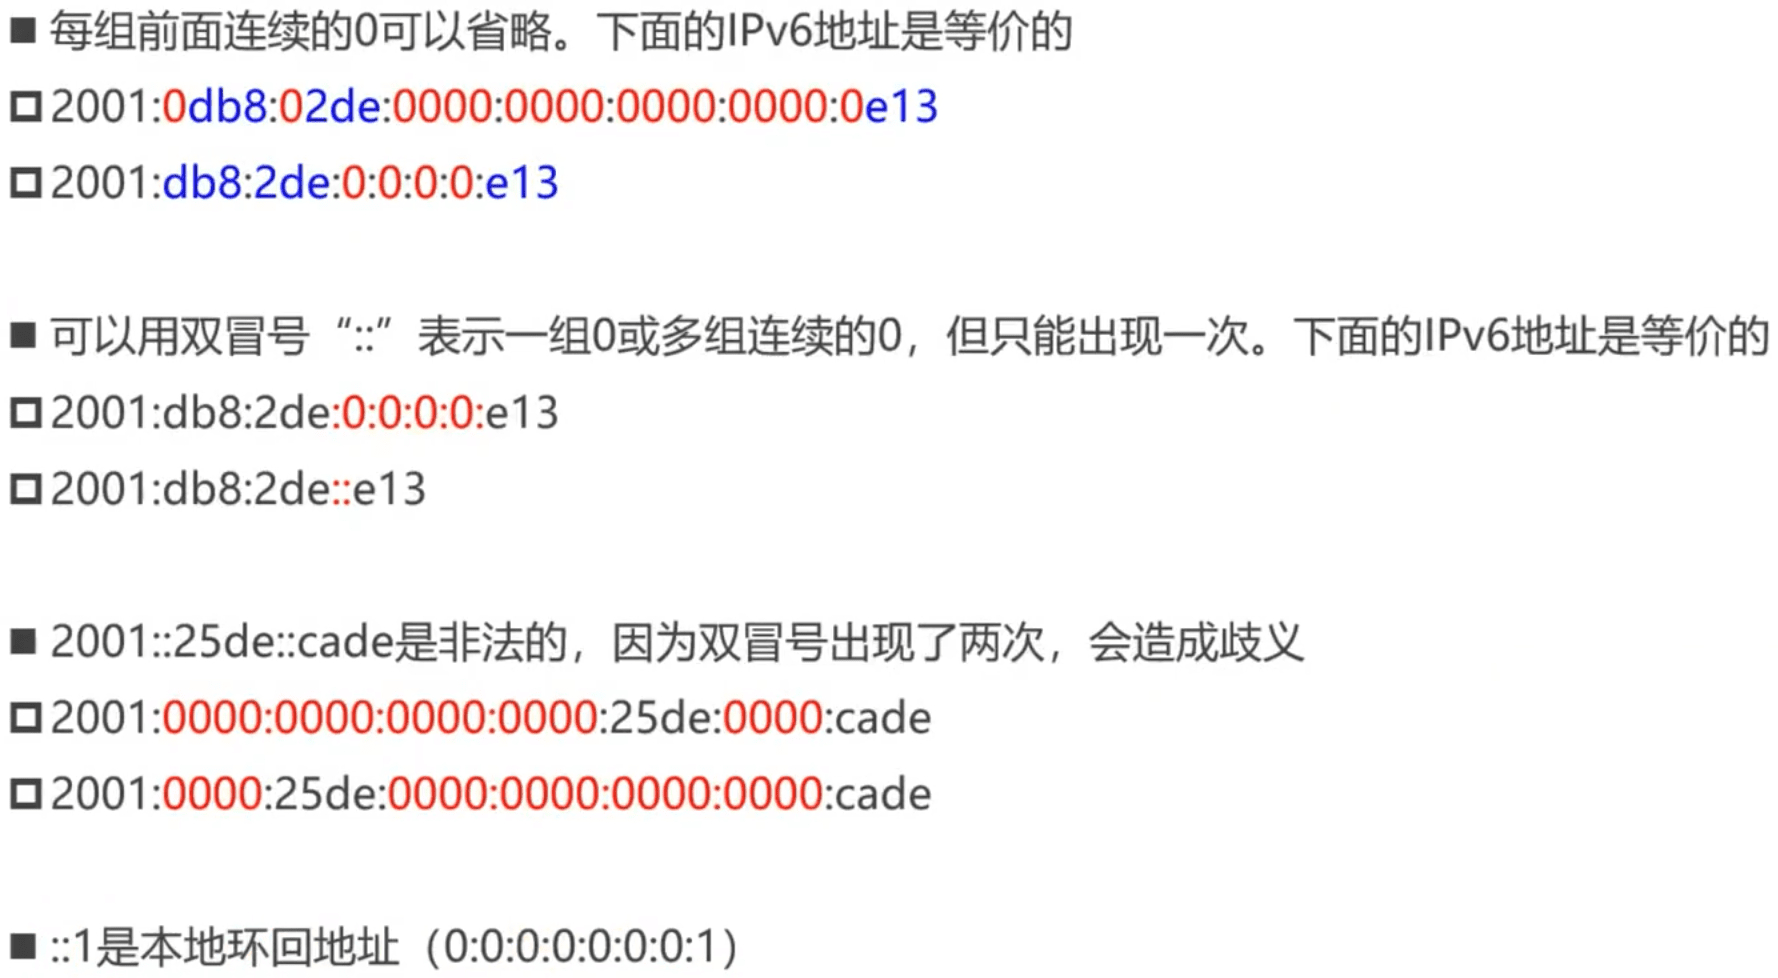 ■ 每组前面连续的0可以省略。下面的IPv6地址是等价的
2001:0db8:02de:0000:0000:0000:0000:0e13
2001:db8:2de:0:0:0:0:e13
■ 可以用双冒号“::”表示一组0或多组连续的0，但只能出现一次。下面的IPv6地址是等价的
2001:db8:2de:0:0:0:0:e13
2001:db8:2de::e13
■ 2001::25de::cade是非法的，因为双冒号出现了两次，会造成歧义
2001:0000:0000:0000:0000:25de:0000:cade
2001:0000:25de:0000:0000:0000:0000:cade
■ ::1是本地环回地址（0:0:0:0:0:0:0:1）